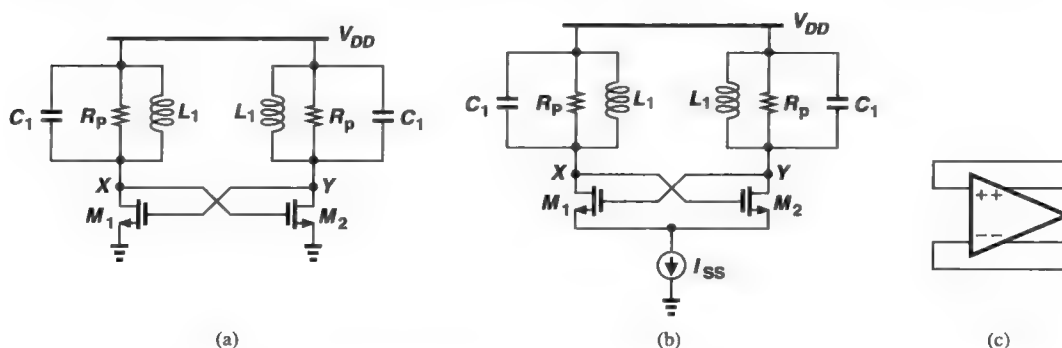 V_DD
C_1
R_p
L_1
L_1
R_p
C_1
X
Y
M_1
M_2
(a)
V_DD
C_1
R_p
L_1
L_1
R_p
C_1
X
Y
M_1
M_2
I_SS
(b)
+ +
− −
(c)